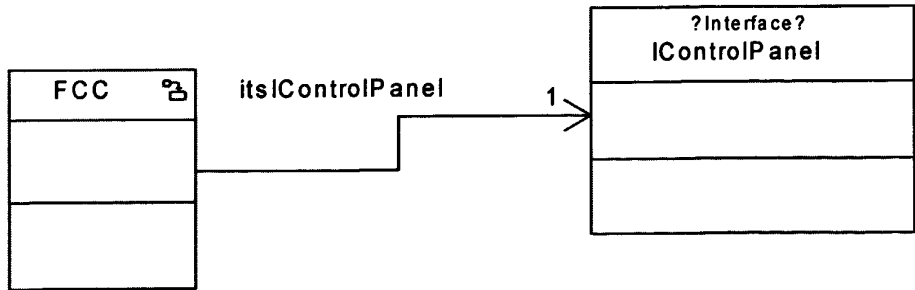 ?Interface?
IControlPanel
FCC
itsIControlPanel
1